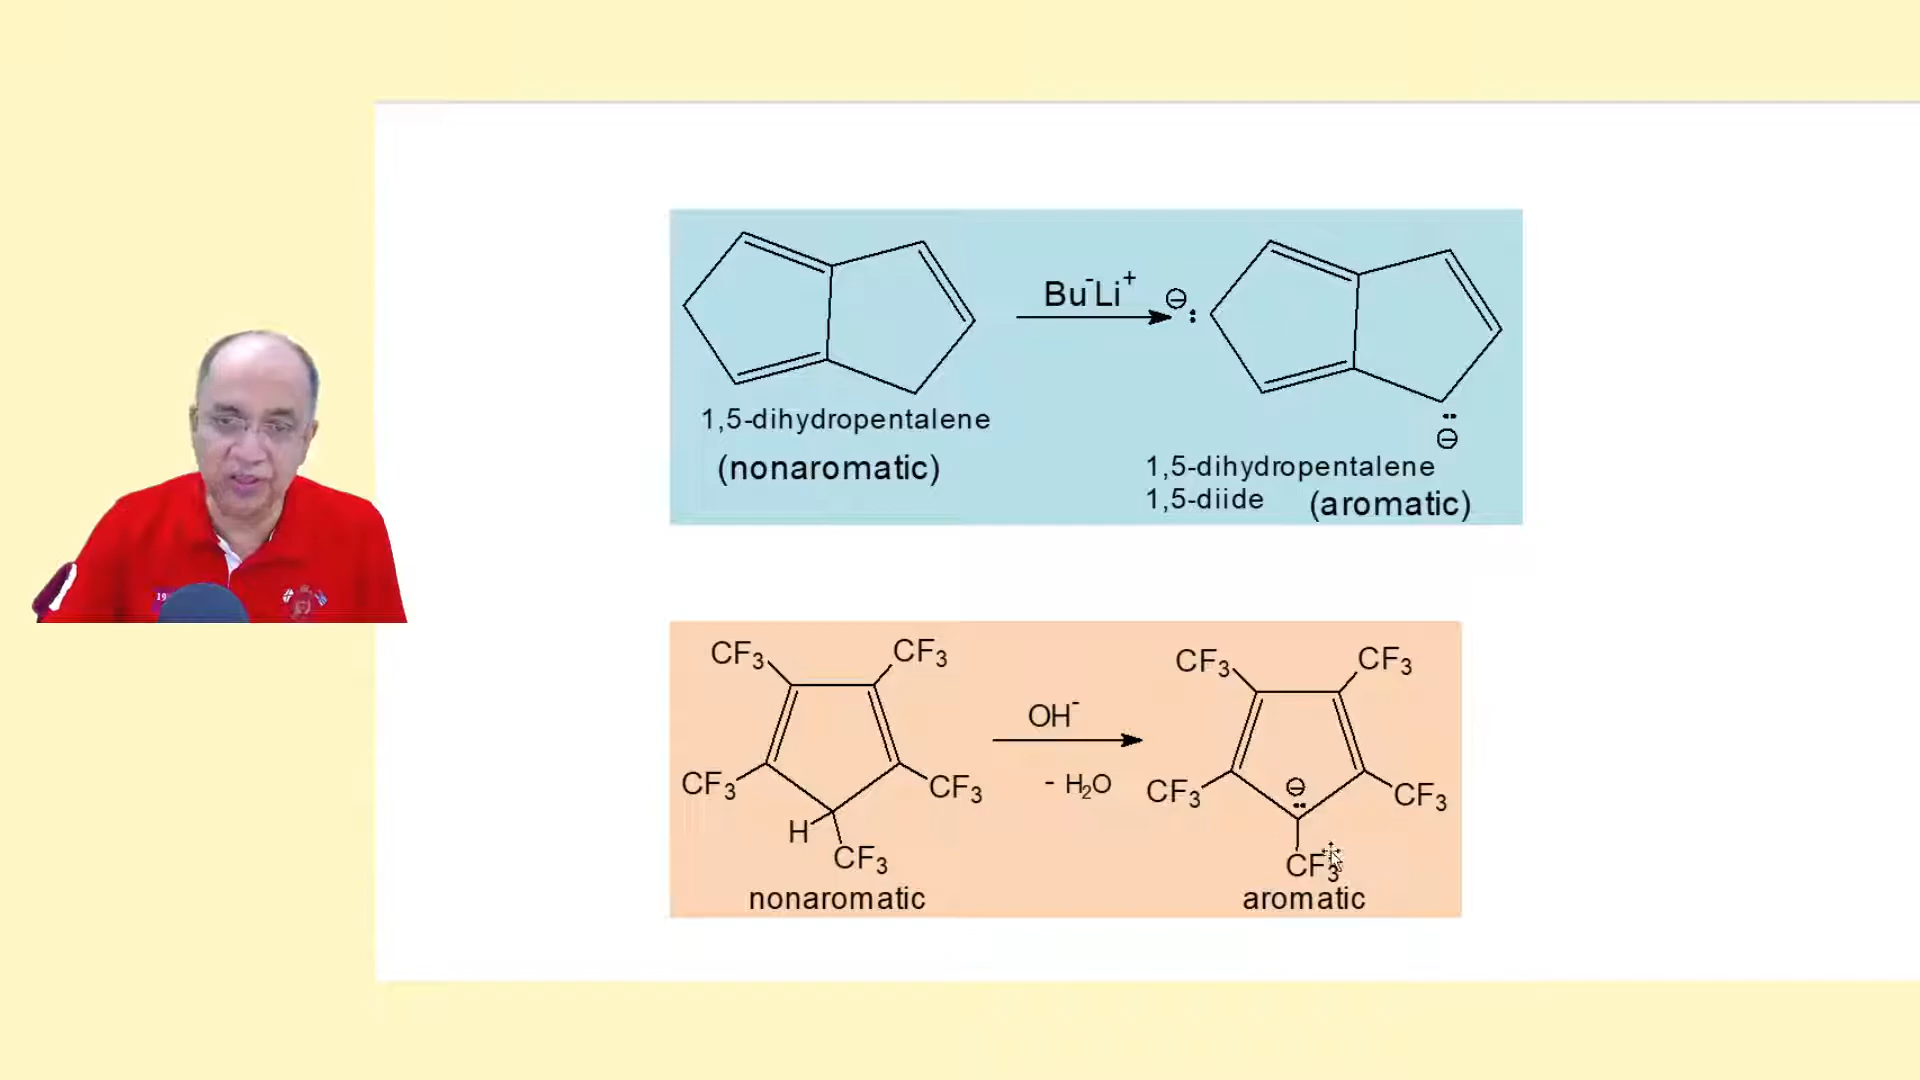 Bu⁻Li⁺
⊖
:
1,5-dihydropentalene
(nonaromatic)
..
⊖
1,5-dihydropentalene
1,5-diide (aromatic)
CF₃ CF₃
CF₃ CF₃
H
CF₃
nonaromatic
OH⁻
- H₂O
CF₃ CF₃
CF₃ CF₃
⊖
..
CF₃
aromatic